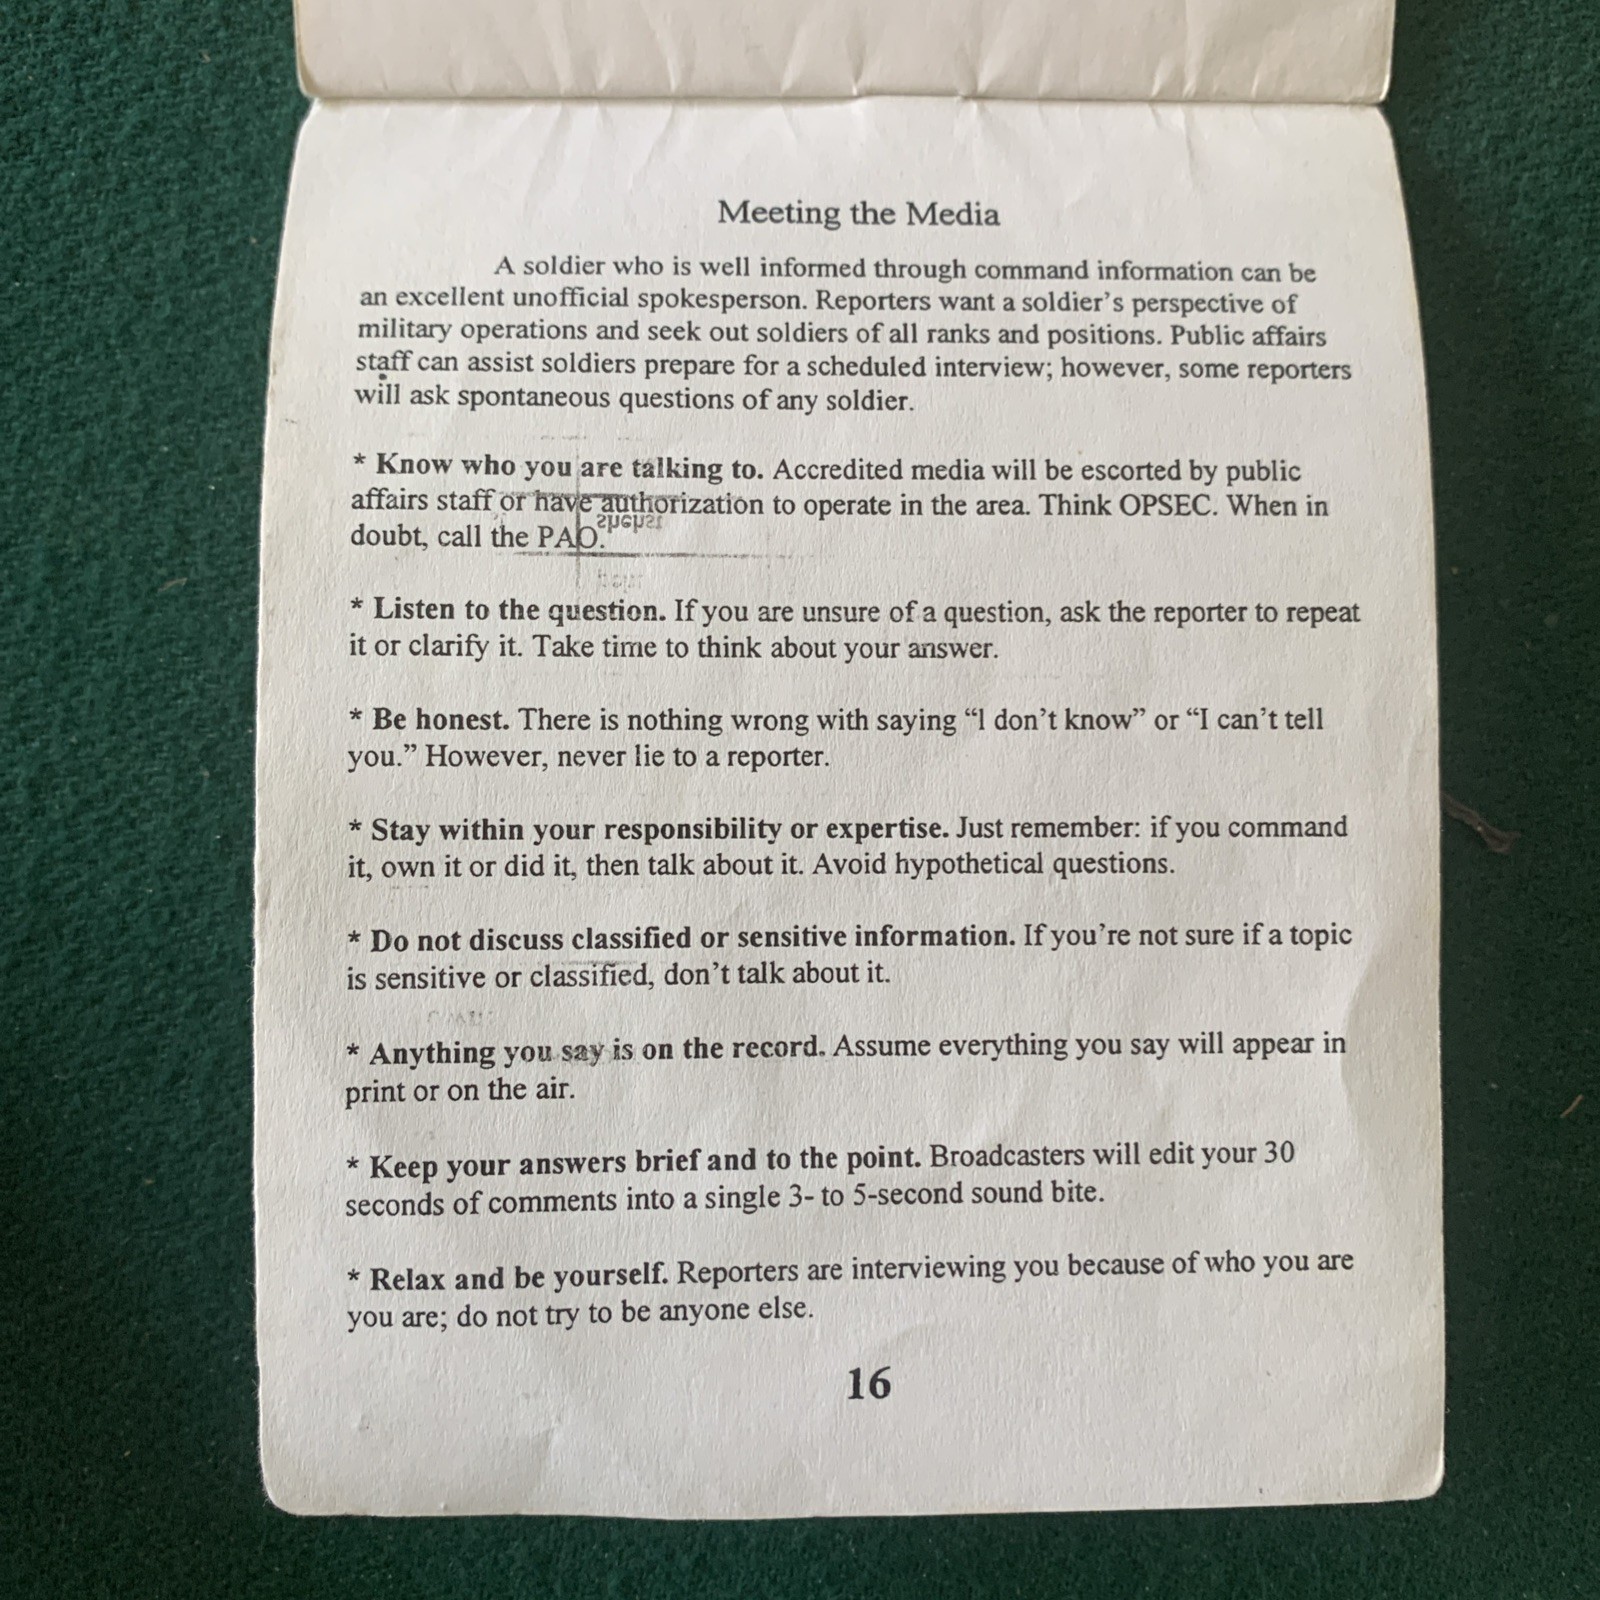 Meeting the Media
A soldier who is well informed through command information can be
an excellent unofficial spokesperson. Reporters want a soldier's perspective of
military operations and seek out soldiers of all ranks and positions. Public affairs
staff can assist soldiers prepare for a scheduled interview; however, some reporters
will ask spontaneous questions of any soldier.
* Know who you are talking to. Accredited media will be escorted by public
affairs staff or have authorization to operate in the area. Think OPSEC. When in
doubt, call the PAO.
* Listen to the question. If you are unsure of a question, ask the reporter to repeat
it or clarify it. Take time to think about your answer.
* Be honest. There is nothing wrong with saying “I don't know” or “I can't tell
you.” However, never lie to a reporter.
* Stay within your responsibility or expertise. Just remember: if you command
it, own it or did it, then talk about it. Avoid hypothetical questions.
* Do not discuss classified or sensitive information. If you're not sure if a topic
is sensitive or classified, don't talk about it.
* Anything you say is on the record. Assume everything you say will appear in
print or on the air.
* Keep your answers brief and to the point. Broadcasters will edit your 30
seconds of comments into a single 3- to 5-second sound bite.
* Relax and be yourself. Reporters are interviewing you because of who you are
you are; do not try to be anyone else.
16